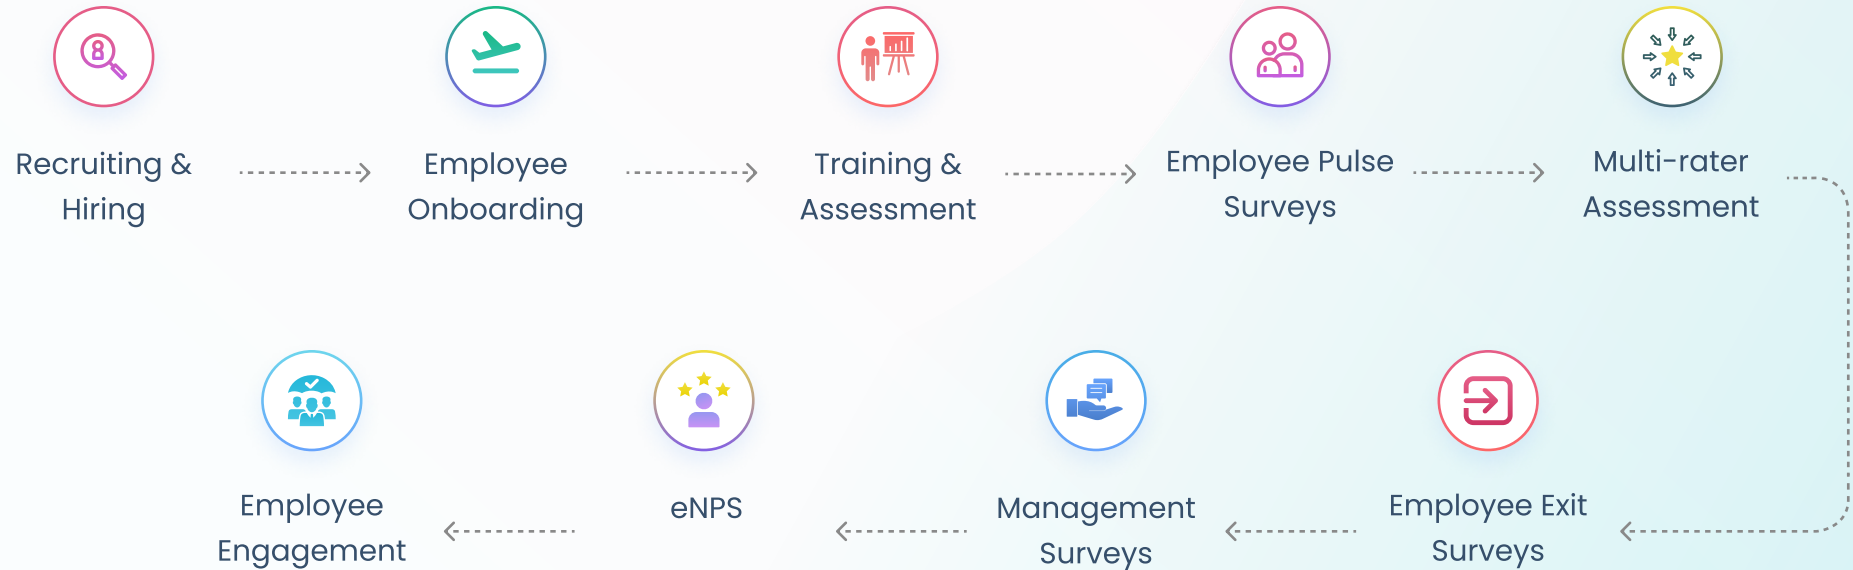 Recruiting &
Hiring
Employee
Onboarding
Training &
Assessment
Employee Pulse
Surveys
Multi-rater
Assessment
Employee
Engagement
eNPS
Management
Surveys
Employee Exit
Surveys